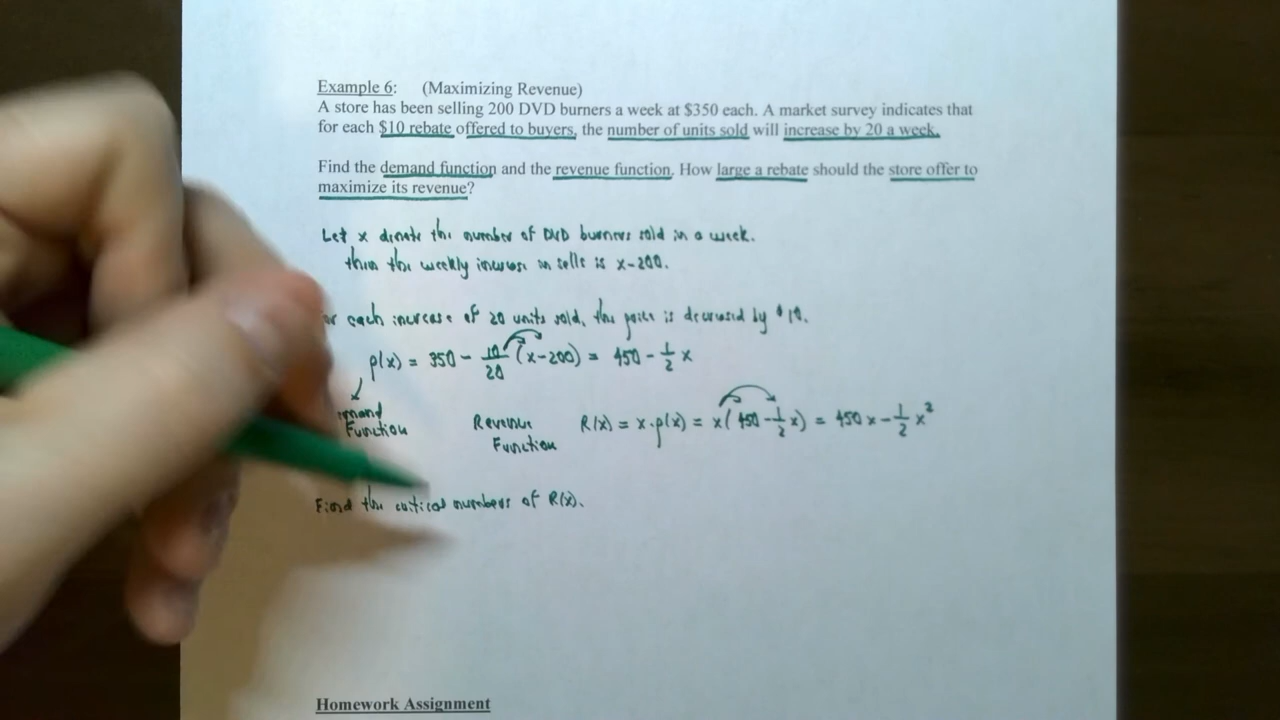 Example 6: (Maximizing Revenue)
A store has been selling 200 DVD burners a week at $350 each. A market survey indicates that
for each $10 rebate offered to buyers, the number of units sold will increase by 20 a week.
Find the demand function and the revenue function. How large a rebate should the store offer to
maximize its revenue?
Let x denote the number of DVD burners sold in a week.
then the weekly increase in sells is x-200.
each increase of 20 units sold, the price is decreased by $10.
p(x) = 350 - 10/20 (x-200) = 450 - 1/2 x
Function
Revenue Function R(x) = x·p(x) = x(450 - 1/2 x) = 450x - 1/2 x²
Find the critical numbers of R(x).
Homework Assignment